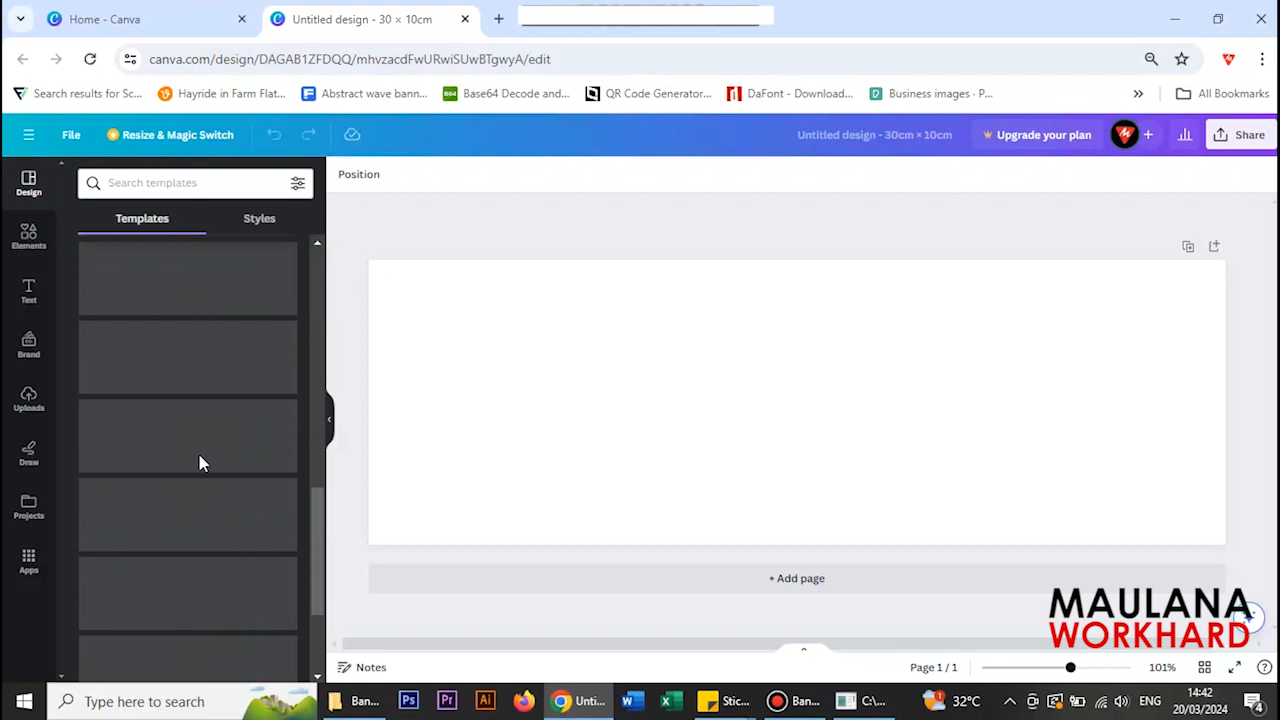 Home - Canva
Untitled design - 30 × 10cm
canva.com/design/DAGAB1ZFDQQ/mhvzacdFwURwiSUwBTgwyA/edit
Search results for Sc...
Hayride in Farm Flat...
Abstract wave bann...
Base64 Decode and...
QR Code Generator...
DaFont - Download...
Business images · P...
All Bookmarks
File
Resize & Magic Switch
Untitled design - 30cm × 10cm
Upgrade your plan
Share
Design
Elements
Text
Brand
Uploads
Draw
Projects
Apps
Search templates
Templates
Styles
Position
+ Add page
MAULANA
WORKHARD
Notes
Page 1 / 1
101%
Type here to search
Ban...
Unti...
Stic...
Ban...
C:\...
32°C
ENG
14:42
20/03/2024